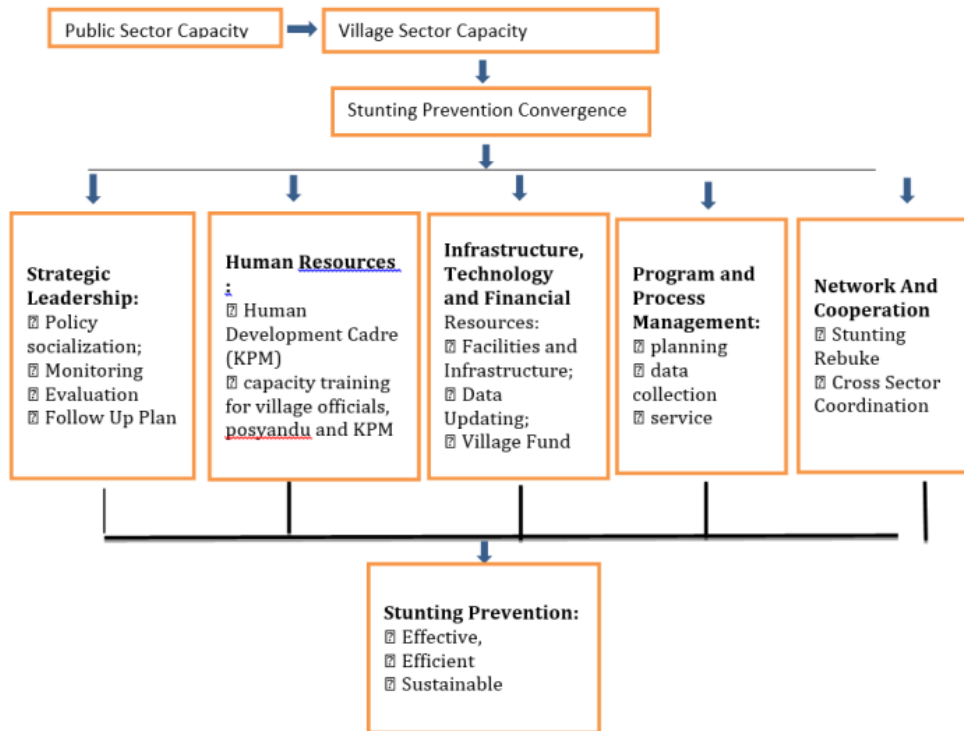 Public Sector Capacity
Village Sector Capacity
Stunting Prevention Convergence
Strategic
Leadership:
⍰ Policy
socialization;
⍰ Monitoring
⍰ Evaluation
⍰ Follow Up Plan
Human Resources
:
⍰ Human
Development Cadre
(KPM)
⍰ capacity training
for village officials,
posyandu and KPM
Infrastructure,
Technology
and Financial
Resources:
⍰ Facilities and
Infrastructure;
⍰ Data
Updating;
⍰ Village Fund
Program and
Process
Management:
⍰ planning
⍰ data
collection
⍰ service
Network And
Cooperation
⍰ Stunting
Rebuke
⍰ Cross Sector
Coordination
Stunting Prevention:
⍰ Effective,
⍰ Efficient
⍰ Sustainable